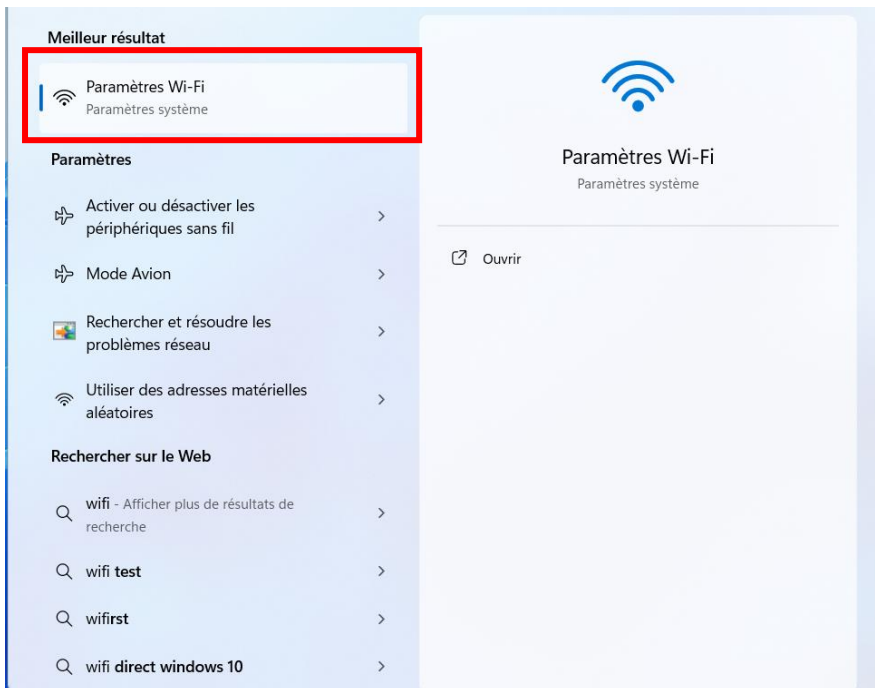 Meilleur résultat
Paramètres Wi-Fi
Paramètres système
Paramètres
Activer ou désactiver les
périphériques sans fil
Mode Avion
Rechercher et résoudre les
problèmes réseau
Utiliser des adresses matérielles
aléatoires
Rechercher sur le Web
wifi - Afficher plus de résultats de
recherche
wifi test
wifirst
wifi direct windows 10
Paramètres Wi-Fi
Paramètres système
Ouvrir